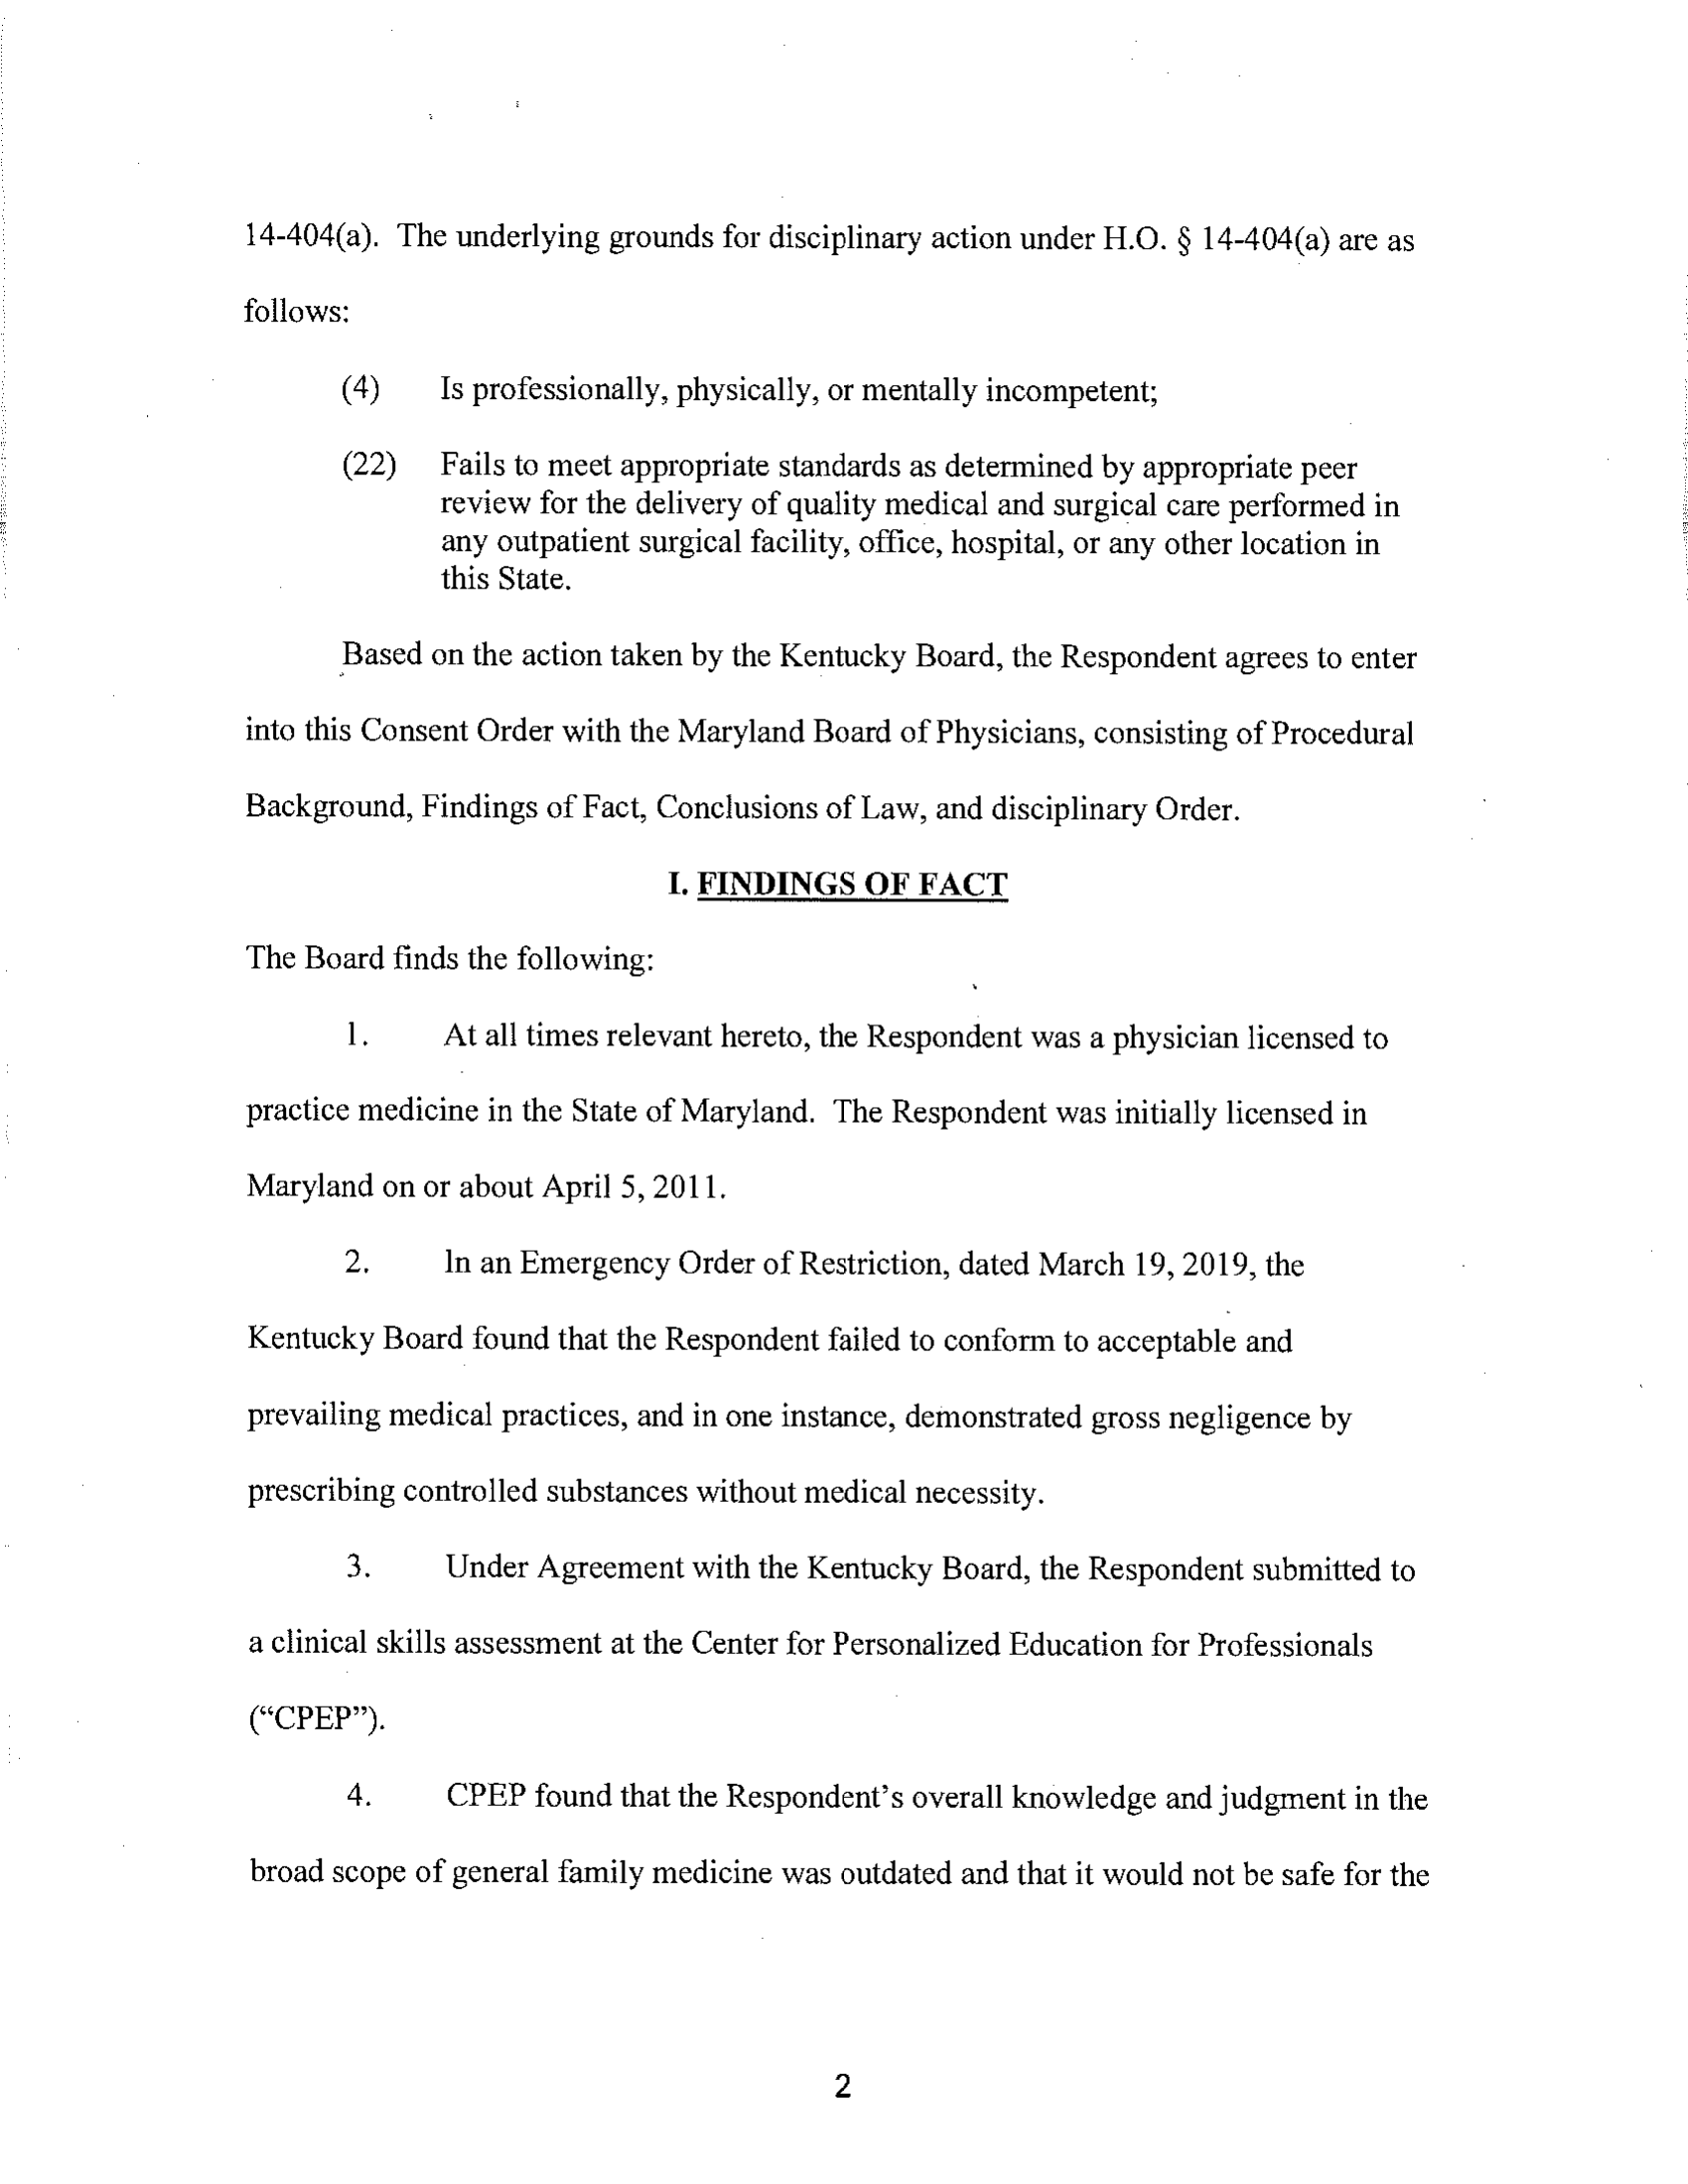 14-404(a). The underlying grounds for disciplinary action under H.O. § 14-404(a) are as
follows:
(4) Is professionally, physically, or mentally incompetent;
(22) Fails to meet appropriate standards as determined by appropriate peer
review for the delivery of quality medical and surgical care performed in
any outpatient surgical facility, office, hospital, or any other location in
this State.
Based on the action taken by the Kentucky Board, the Respondent agrees to enter
into this Consent Order with the Maryland Board of Physicians, consisting of Procedural
Background, Findings of Fact, Conclusions of Law, and disciplinary Order.
I. FINDINGS OF FACT
The Board finds the following:
1. At all times relevant hereto, the Respondent was a physician licensed to
practice medicine in the State of Maryland. The Respondent was initially licensed in
Maryland on or about April 5, 2011.
2. In an Emergency Order of Restriction, dated March 19, 2019, the
Kentucky Board found that the Respondent failed to conform to acceptable and
prevailing medical practices, and in one instance, demonstrated gross negligence by
prescribing controlled substances without medical necessity.
3. Under Agreement with the Kentucky Board, the Respondent submitted to
a clinical skills assessment at the Center for Personalized Education for Professionals
(“CPEP”).
4. CPEP found that the Respondent’s overall knowledge and judgment in the
broad scope of general family medicine was outdated and that it would not be safe for the
2